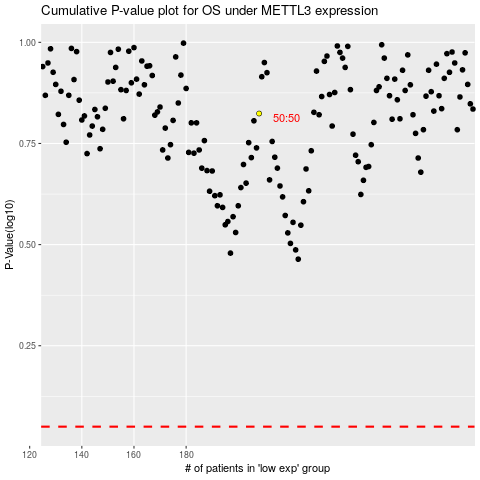 Cumulative P-value plot for OS under METTL3 expression
1.00
0.75
0.50
0.25
P-Value(log10)
50:50
120 140 160 180
# of patients in 'low exp' group